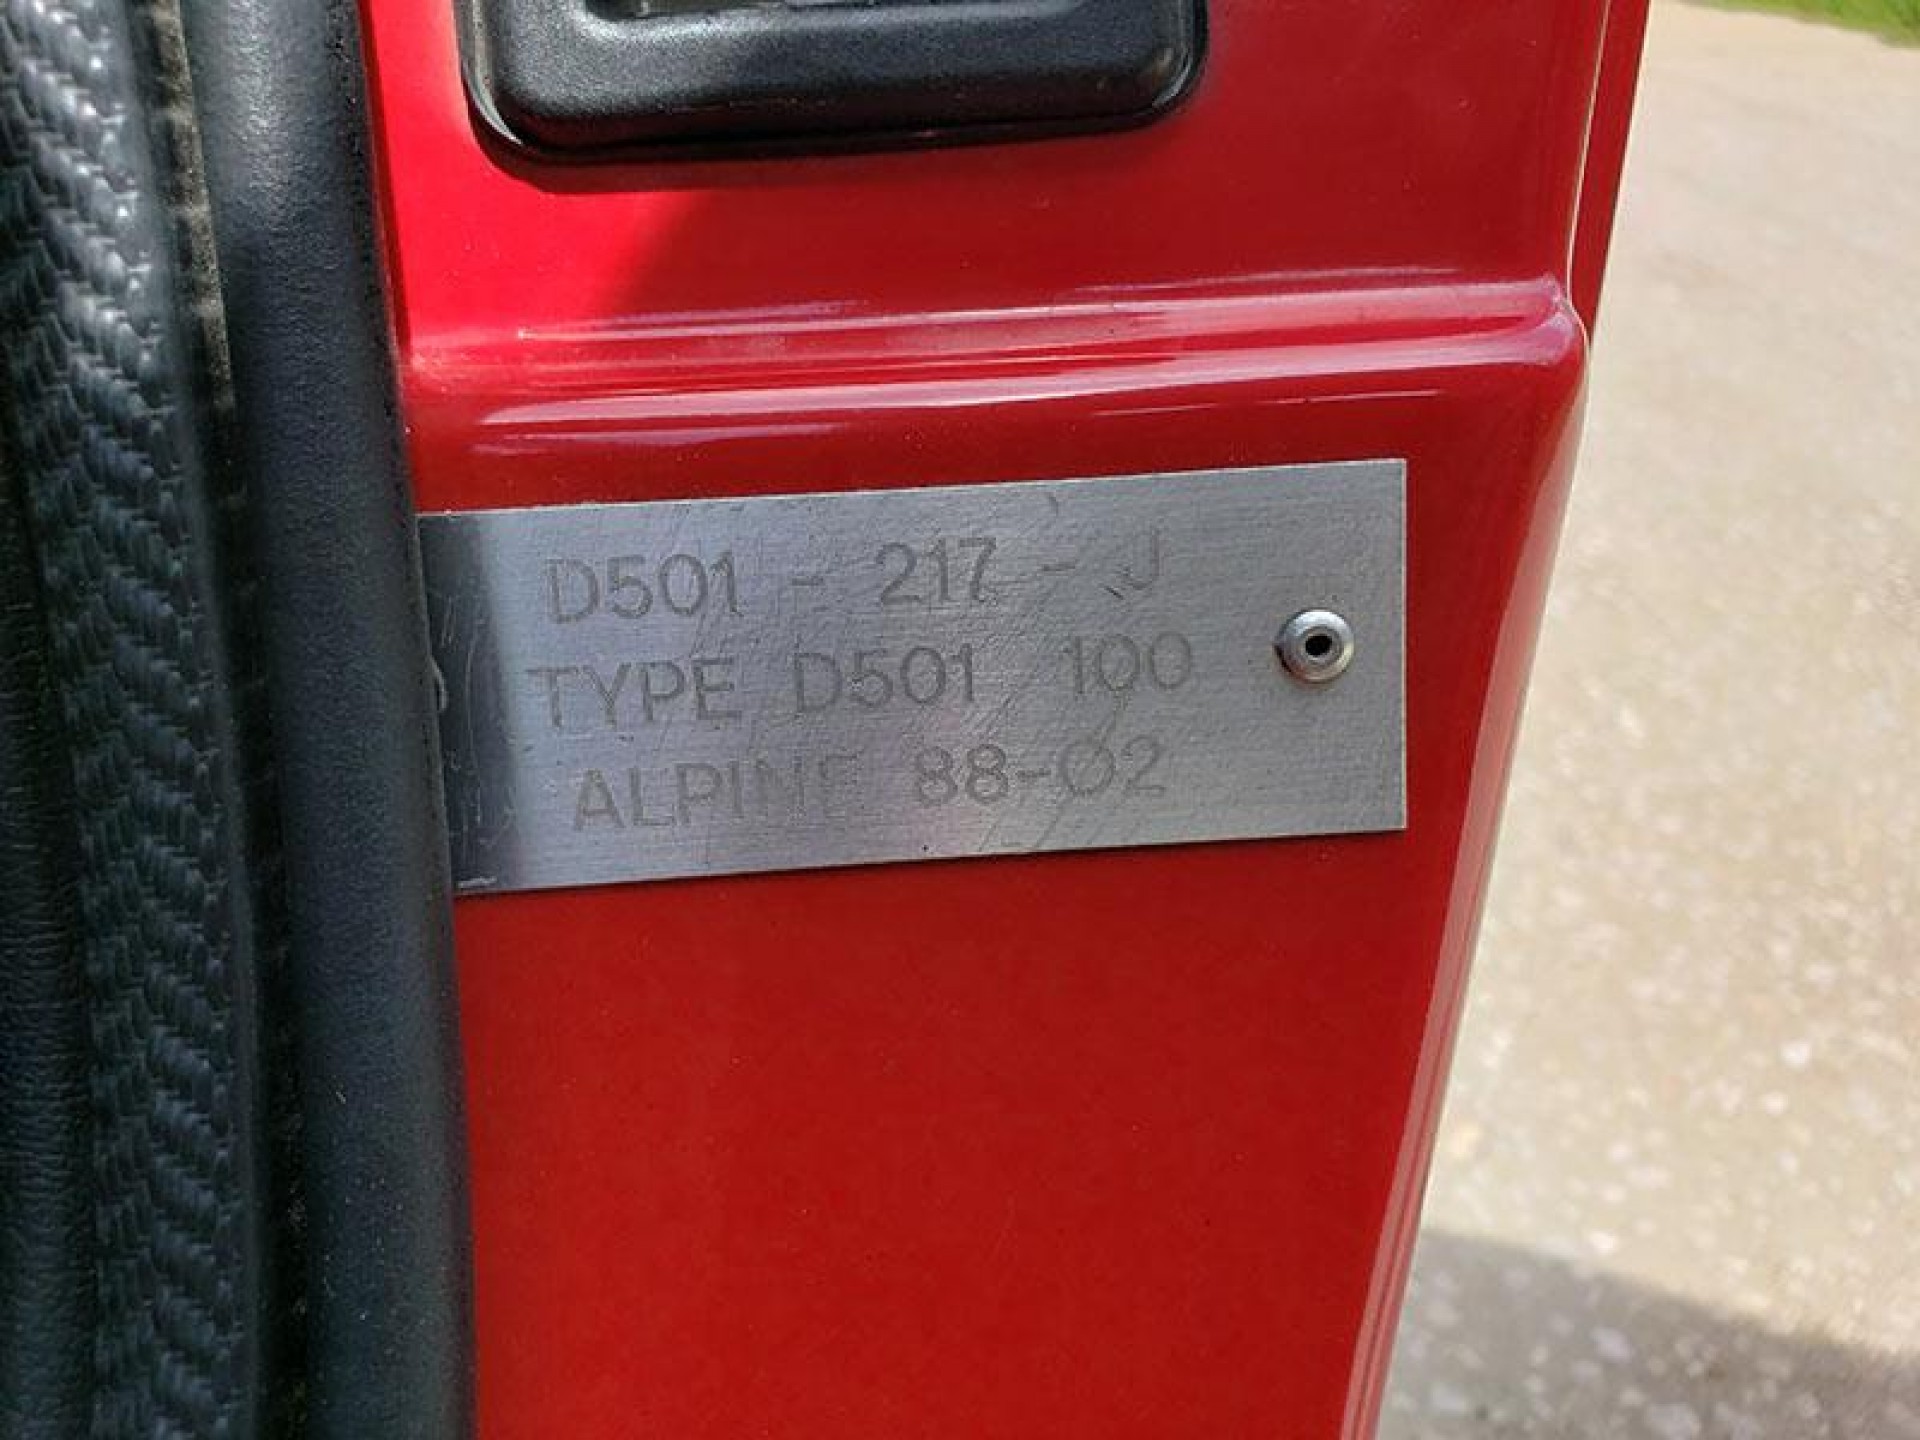 D501 - 217 - J
TYPE D501 100
ALPINE 88-02